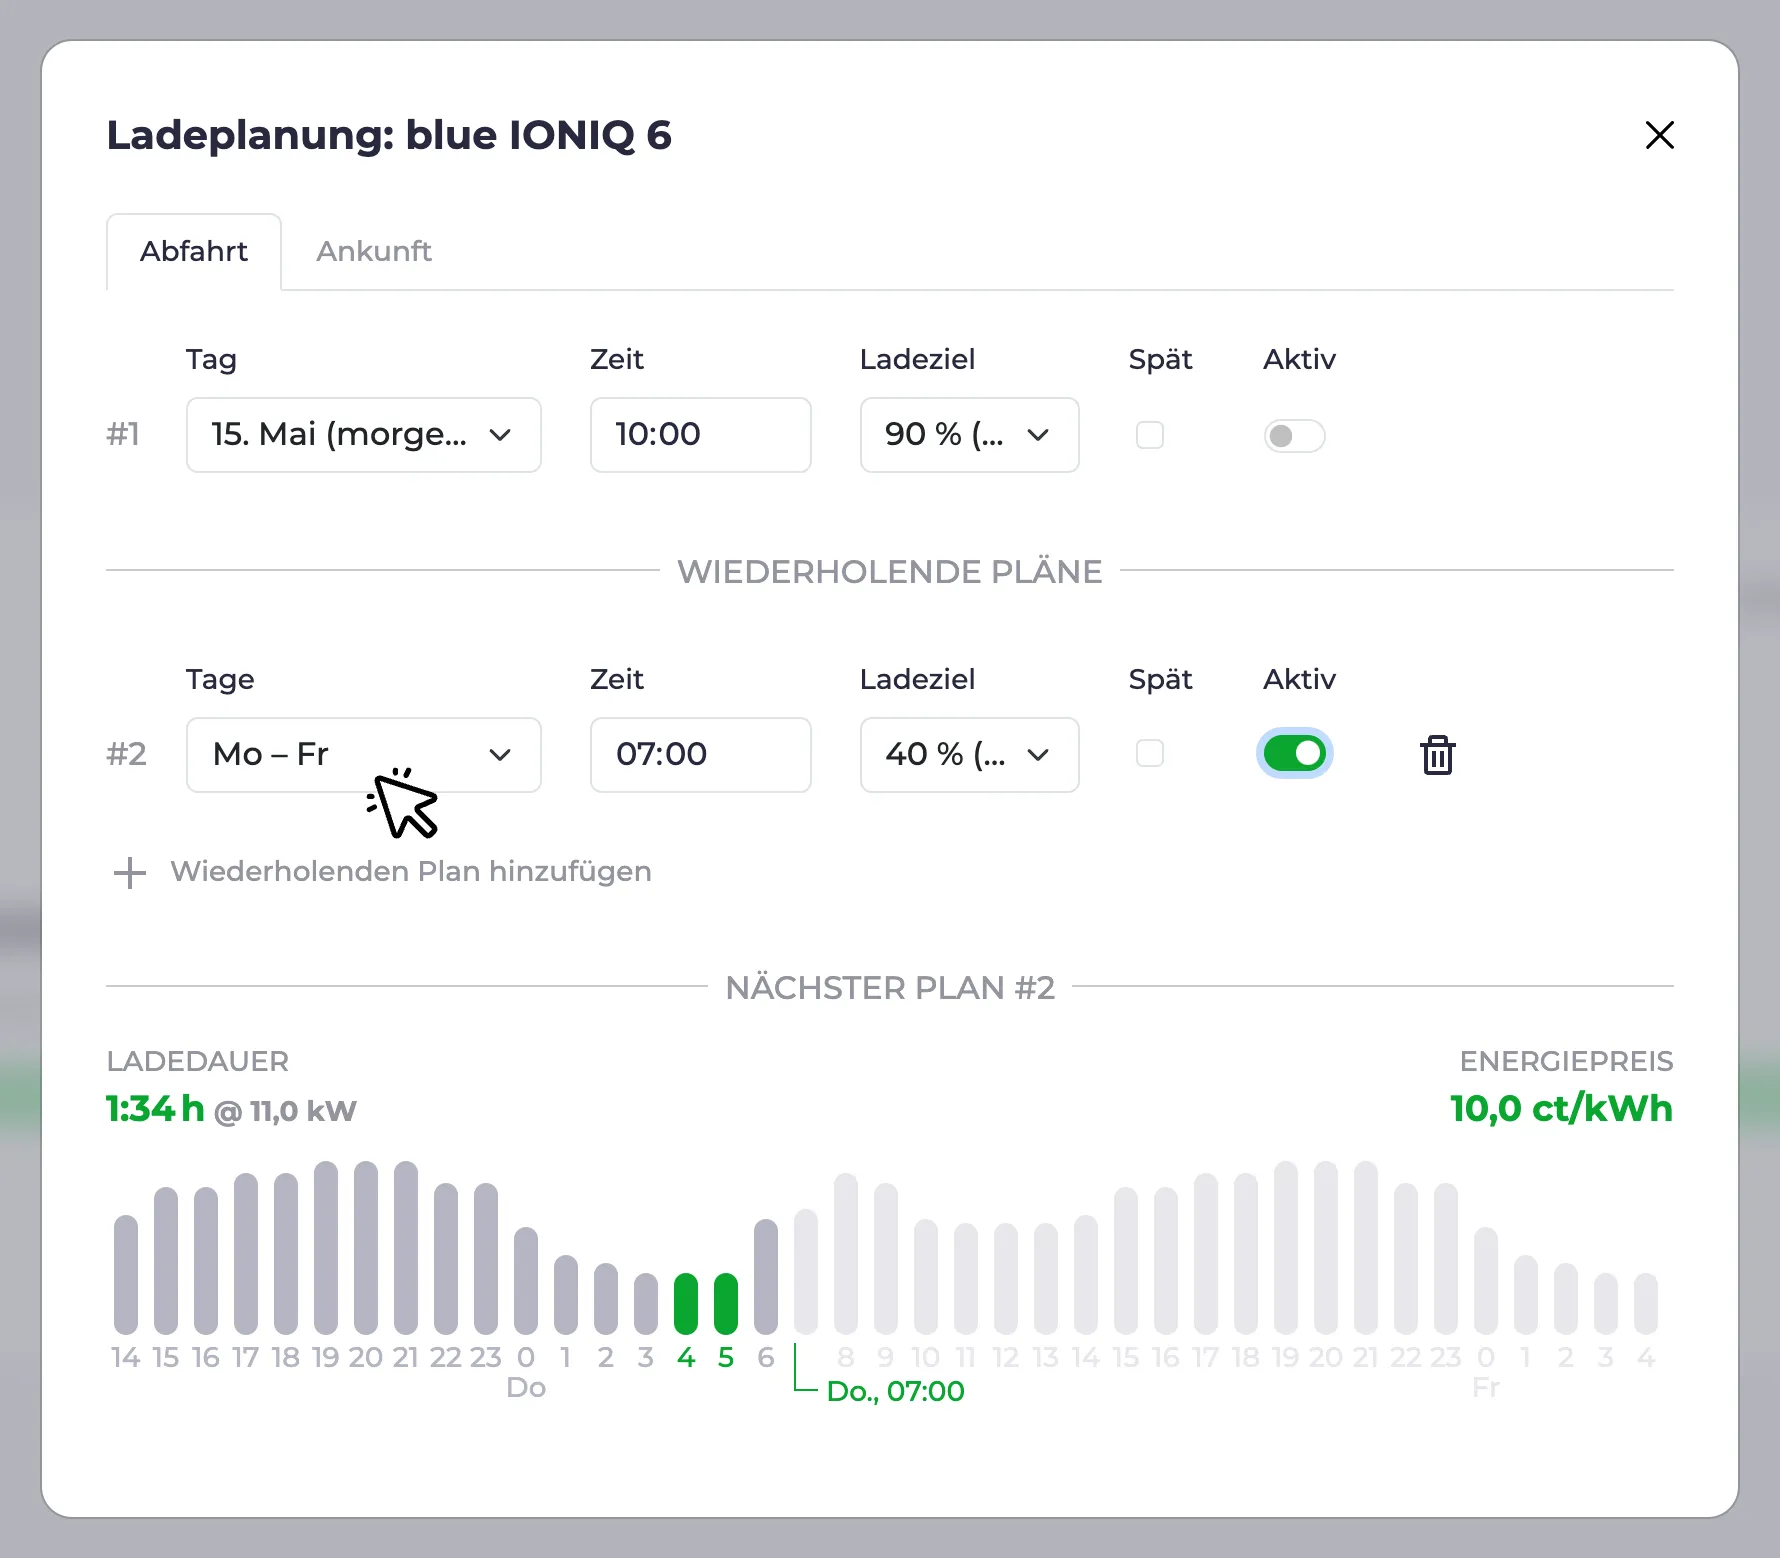 Ladeplanung: blue IONIQ 6
Abfahrt Ankunft
Tag Zeit Ladeziel Spät Aktiv
#1 15. Mai (morge... 10:00 90 % (...
WIEDERHOLENDE PLÄNE
Tage Zeit Ladeziel Spät Aktiv
#2 Mo – Fr 07:00 40 % (...
Wiederholenden Plan hinzufügen
NÄCHSTER PLAN #2
LADEDAUER ENERGIEPREIS
1:34 h @ 11,0 kW 10,0 ct/kWh
14 15 16 17 18 19 20 21 22 23 0 1 2 3 4 5 6 8 9 10 11 12 13 14 15 16 17 18 19 20 21 22 23 0 1 2 3 4
Do Do., 07:00 Fr